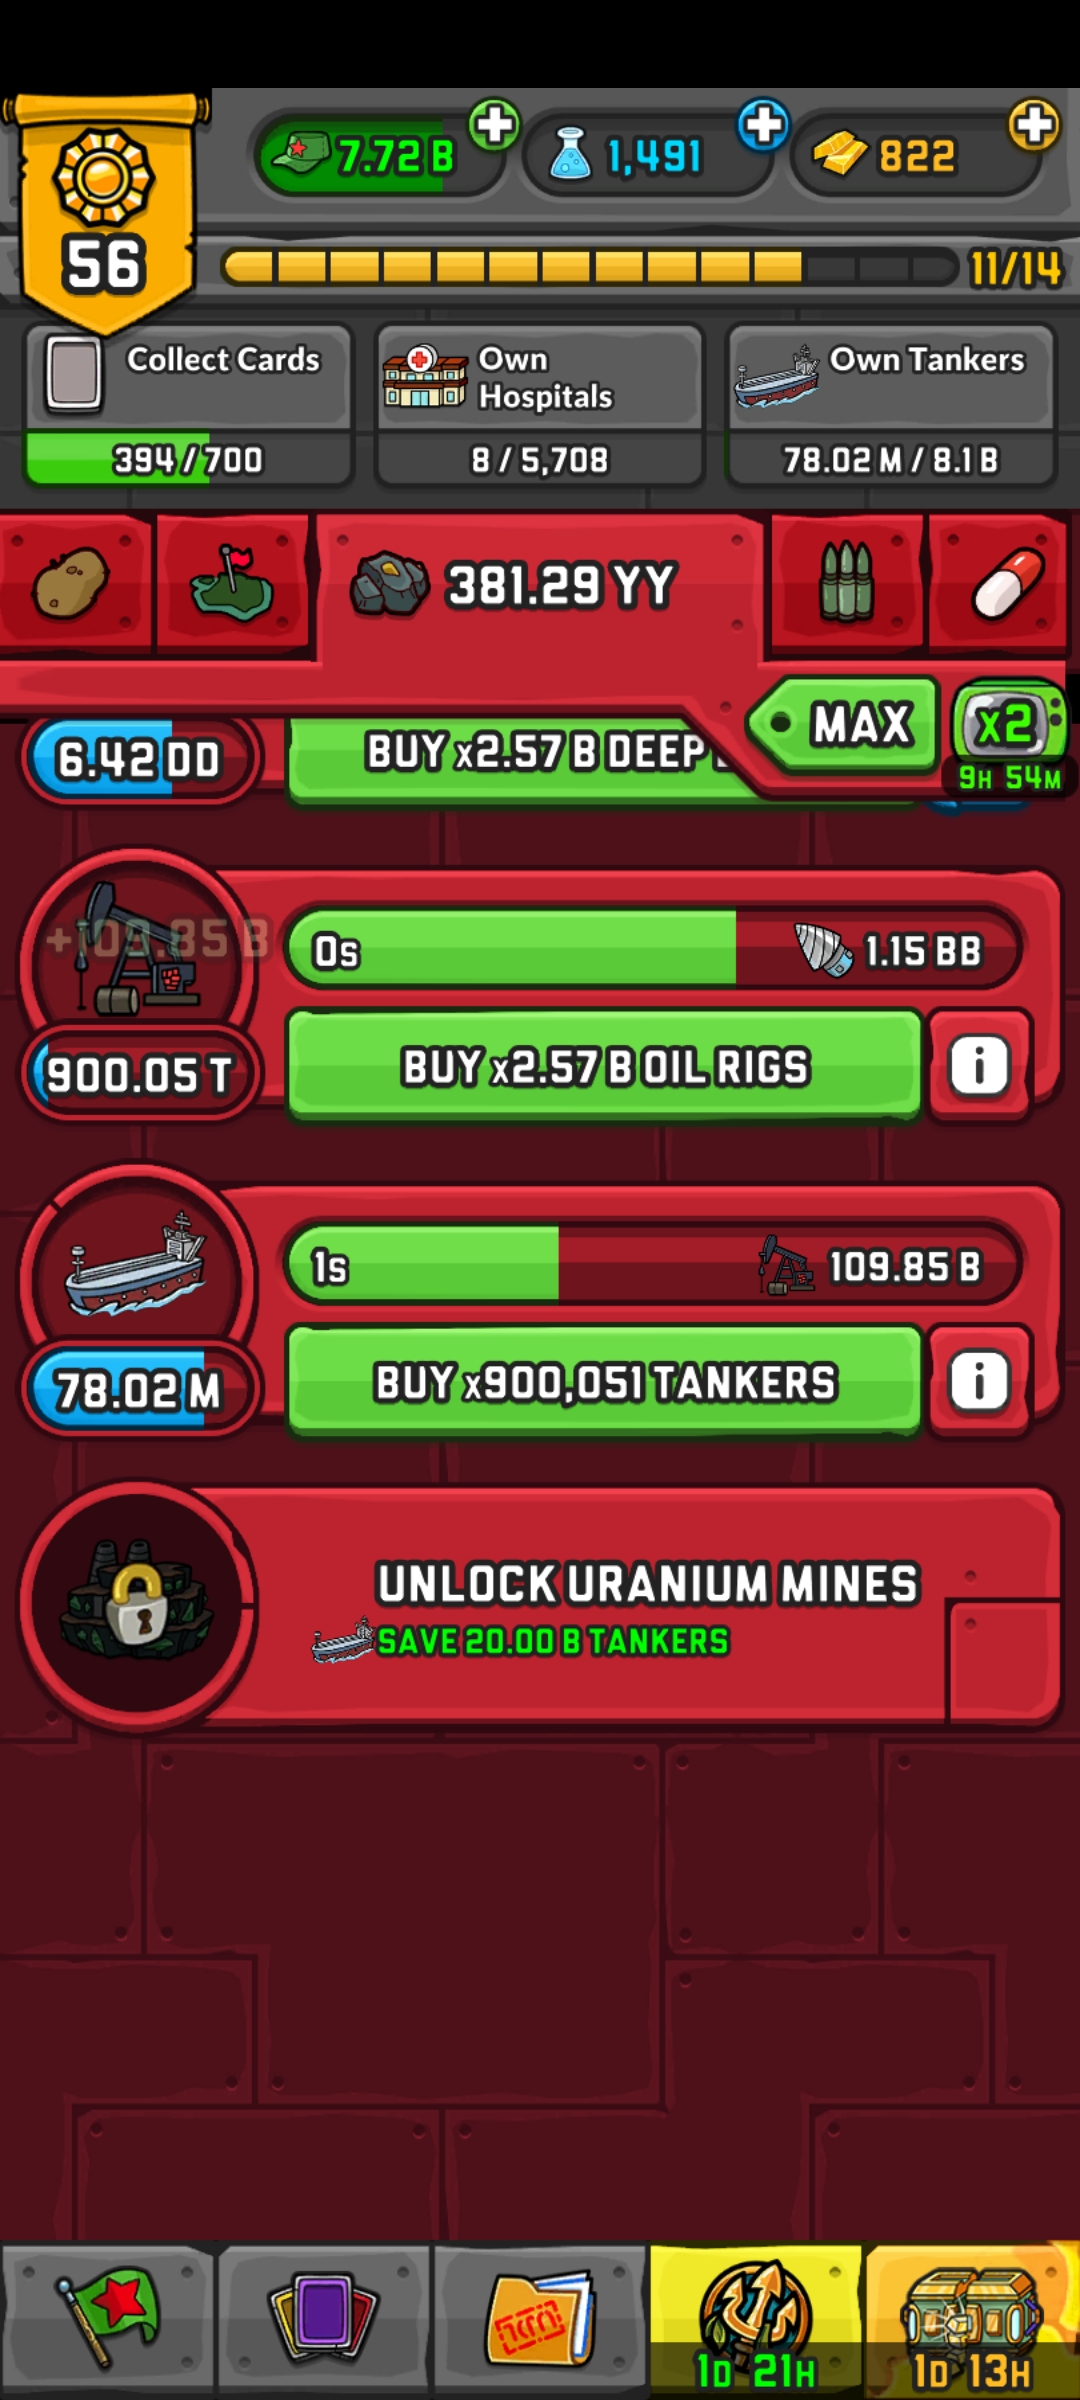 56
7.72 B
1,491
822
11/14
Collect Cards
394 / 700
Own
Hospitals
8 / 5,708
Own Tankers
78.02 M / 8.1 B
381.29 YY
MAX
x2
9H 54M
6.42 DD
BUY x2.57 B DEEP
+109.85 B
0s
1.15 BB
900.05 T
BUY x2.57 B OIL RIGS
i
1s
109.85 B
78.02 M
BUY x900,051 TANKERS
i
UNLOCK URANIUM MINES
SAVE 20.00 B TANKERS
1D 21H
1D 13H